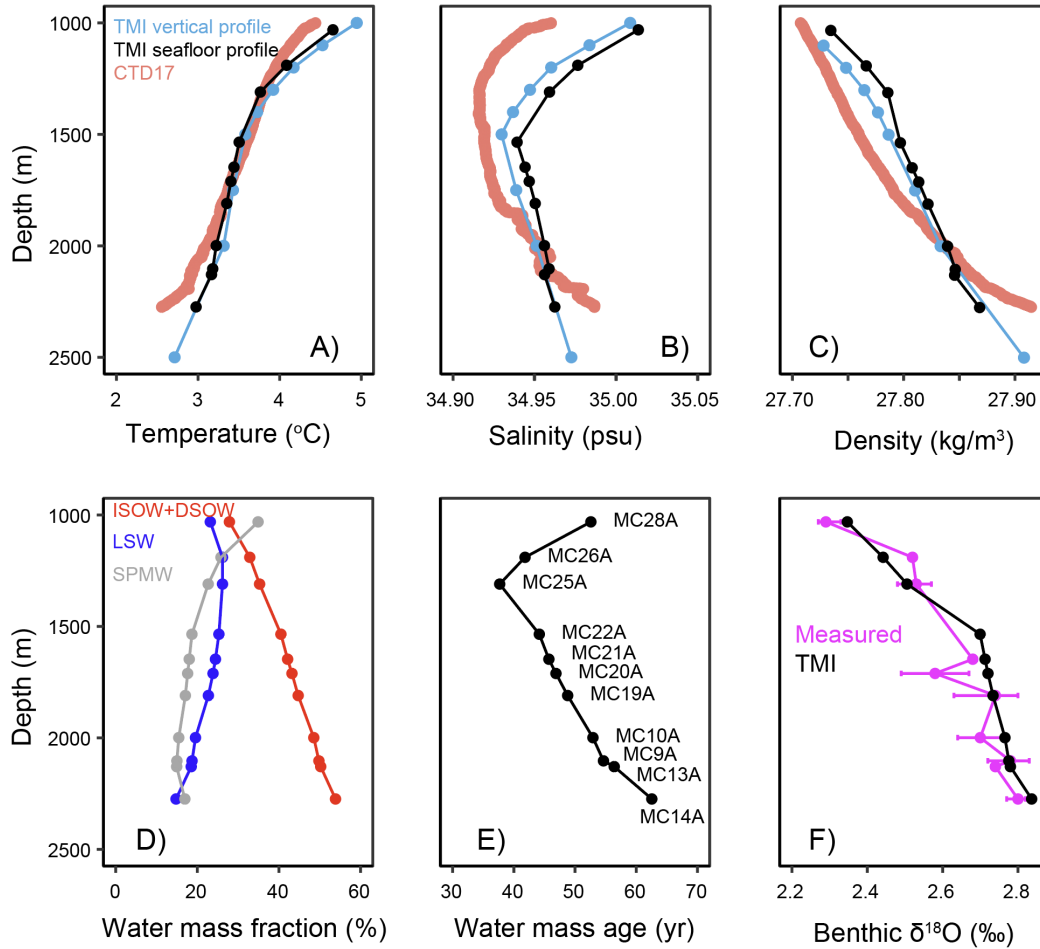 TMI vertical profile
TMI seafloor profile
CTD17
Depth (m)
1000
1500
2000
2500
A)
2 3 4 5
Temperature (°C)
B)
34.90 34.95 35.00 35.05
Salinity (psu)
C)
27.70 27.80 27.90
Density (kg/m³)
ISOW+DSOW
LSW
SPMW
Depth (m)
1000
1500
2000
2500
D)
0 20 40 60
Water mass fraction (%)
MC28A
MC26A
MC25A
MC22A
MC21A
MC20A
MC19A
MC10A
MC9A
MC13A
MC14A
E)
30 40 50 60 70
Water mass age (yr)
Measured
TMI
F)
2.2 2.4 2.6 2.8
Benthic δ¹⁸O (‰)